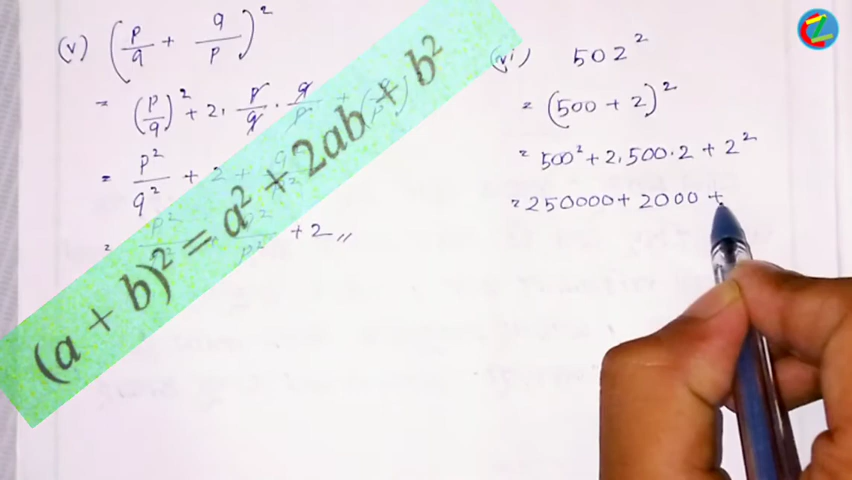 (v) (p/q + q/p)²
= (p/q)² + 2. p/q . q/p +
= p²/q² + 2 +
+ 2 //
(a + b)² = a² + 2ab + b²
(vi) 502²
= (500 + 2)²
= 500² + 2.500.2 + 2²
= 250000 + 2000 +